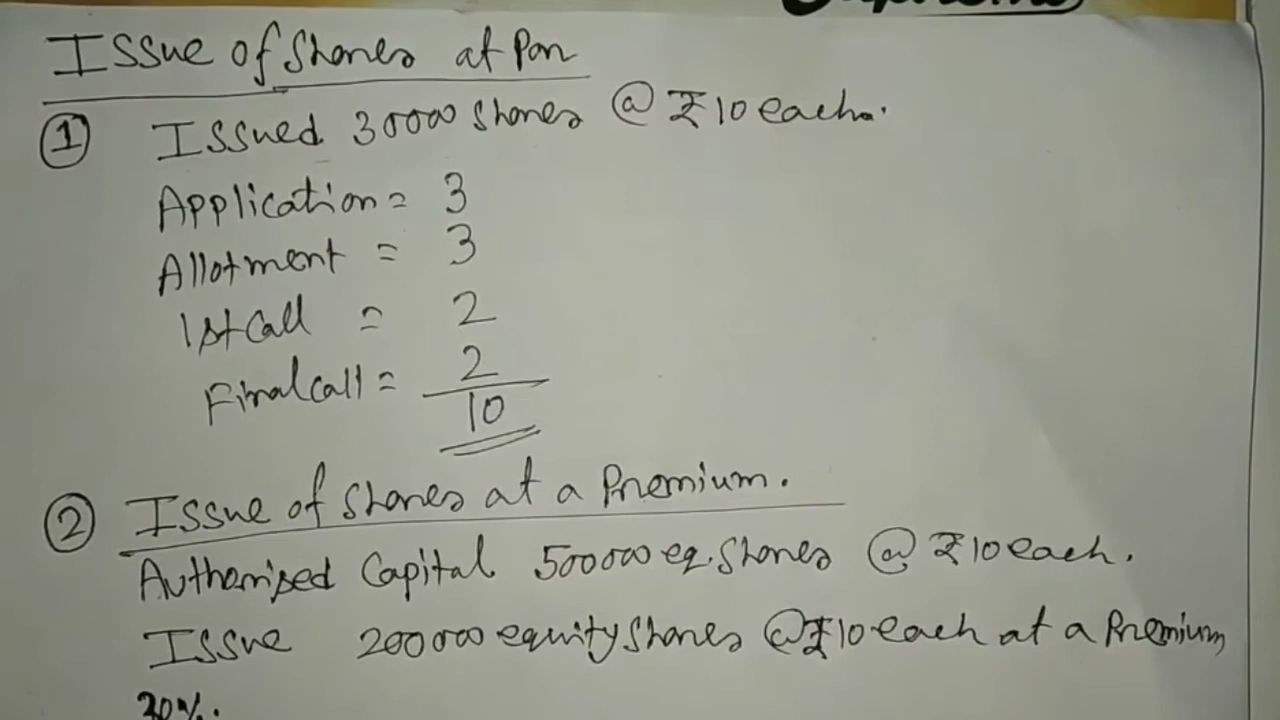 Issue of Shares at Par
① Issued 30000 Shares @ ₹10 each.
Application = 3
Allotment = 3
1st Call = 2
Final Call = 2
10
② Issue of Shares at a Premium.
Authorised Capital 500000 eq. Shares @ ₹10 each.
Issue 200000 equity Shares @ ₹10 each at a Premium